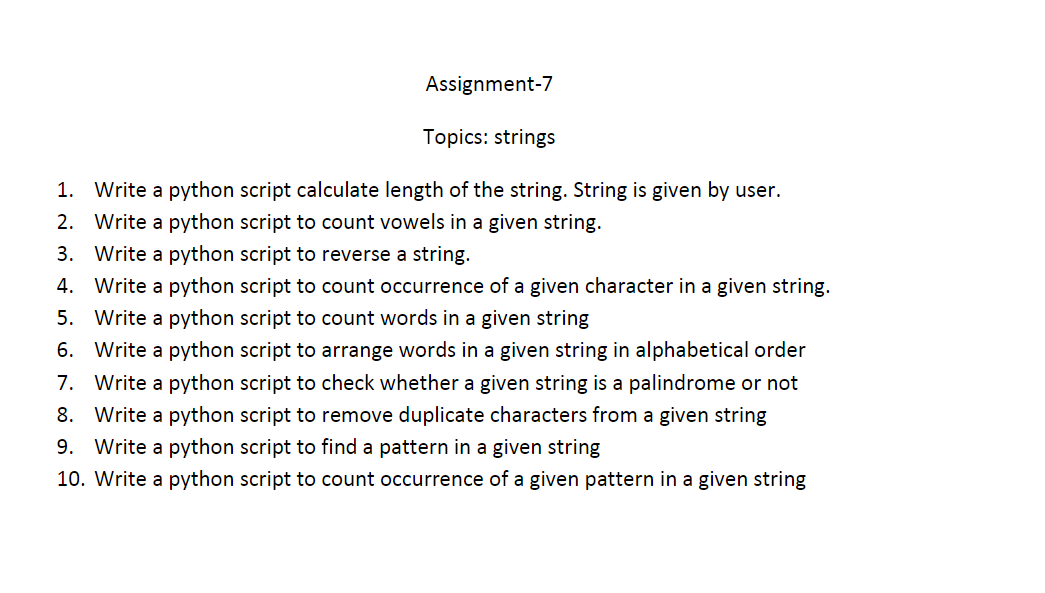 Assignment-7
Topics: strings
1. Write a python script calculate length of the string. String is given by user.
2. Write a python script to count vowels in a given string.
3. Write a python script to reverse a string.
4. Write a python script to count occurrence of a given character in a given string.
5. Write a python script to count words in a given string
6. Write a python script to arrange words in a given string in alphabetical order
7. Write a python script to check whether a given string is a palindrome or not
8. Write a python script to remove duplicate characters from a given string
9. Write a python script to find a pattern in a given string
10. Write a python script to count occurrence of a given pattern in a given string